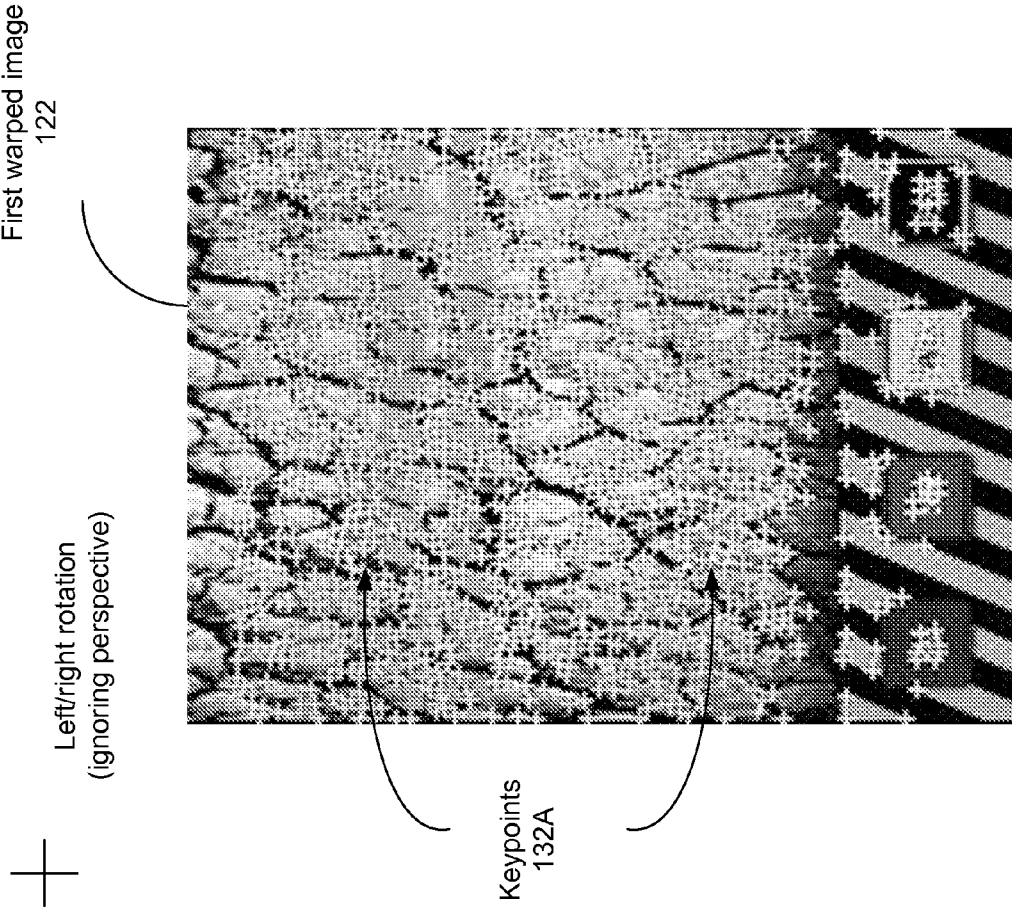 First warped image
122
Left/right rotation
(ignoring perspective)
Keypoints
132A